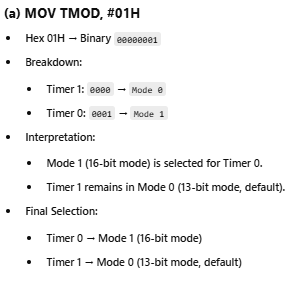 (a) MOV TMOD, #01H
• Hex 01H → Binary 00000001
• Breakdown:
• Timer 1: 0000 → Mode 0
• Timer 0: 0001 → Mode 1
• Interpretation:
• Mode 1 (16-bit mode) is selected for Timer 0.
• Timer 1 remains in Mode 0 (13-bit mode, default).
• Final Selection:
• Timer 0 → Mode 1 (16-bit mode)
• Timer 1 → Mode 0 (13-bit mode, default)